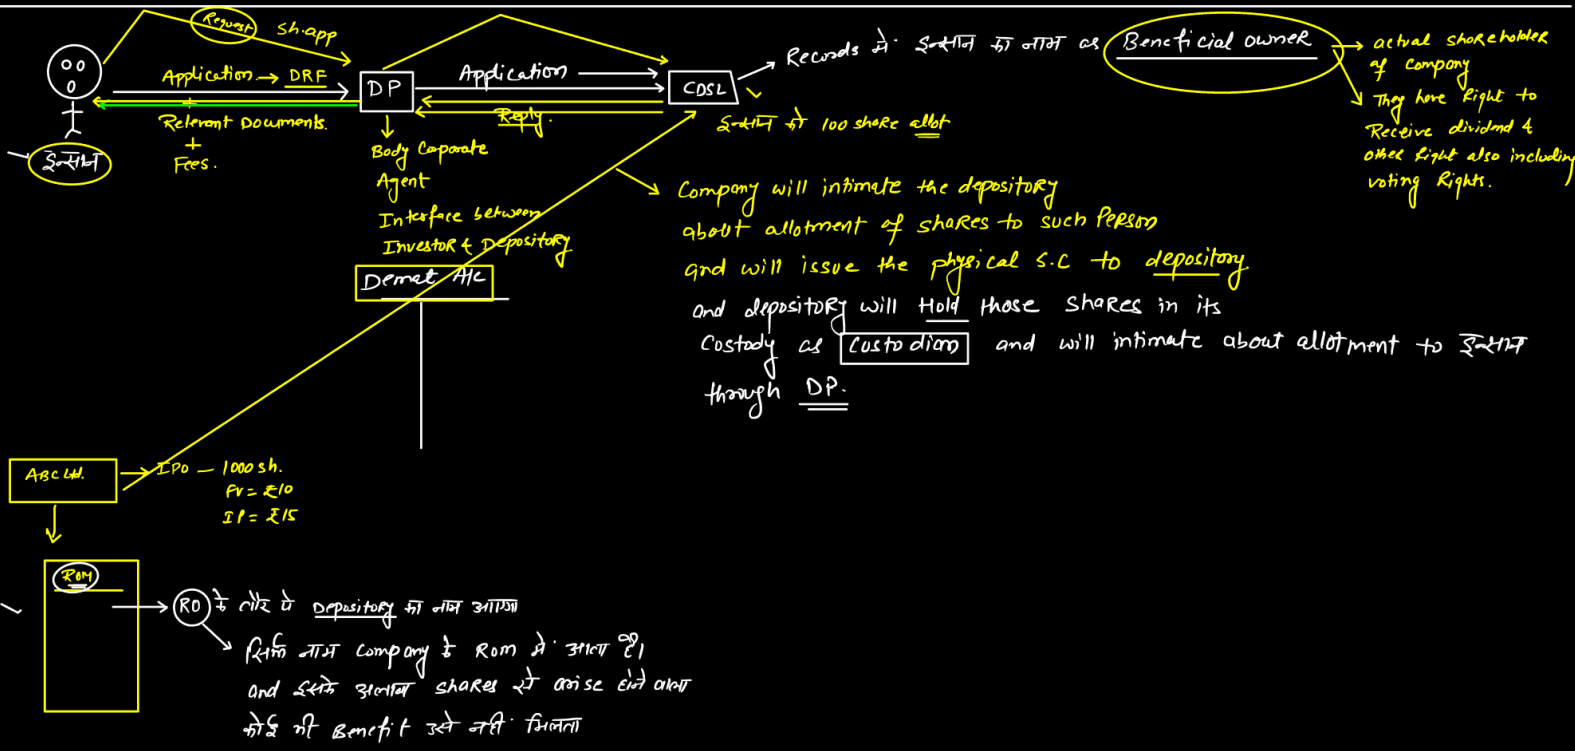 Request
sh.app
Application → DRF
+
Relevant Documents.
+
Fees.
इन्सान
DP
Application
Reply.
CDSL
Body Coporate
Agent
Interface between
Investor & Depository
Demat A/c
Records में इन्सान का नाम as Beneficial owner
इन्सान को 100 share allot
actual shareholder
of company
They have Right to
Receive dividend &
other Right also including
voting Rights.
Company will intimate the depository
about allotment of shares to such Person
and will issue the physical S.C to depository
and depository will Hold those shares in its
Custody as Custodian and will intimate about allotment to इन्सान
through DP.
ABC Ltd.
IPO — 1000 sh.
FV = ₹10
IP = ₹15
ROM
RO के तौर पे Depository का नाम आएगा
सिर्फ नाम company के Rom में आता है।
and इसके अलावा shares से arise होने वाला
कोई भी Benefit उसे नहीं मिलता